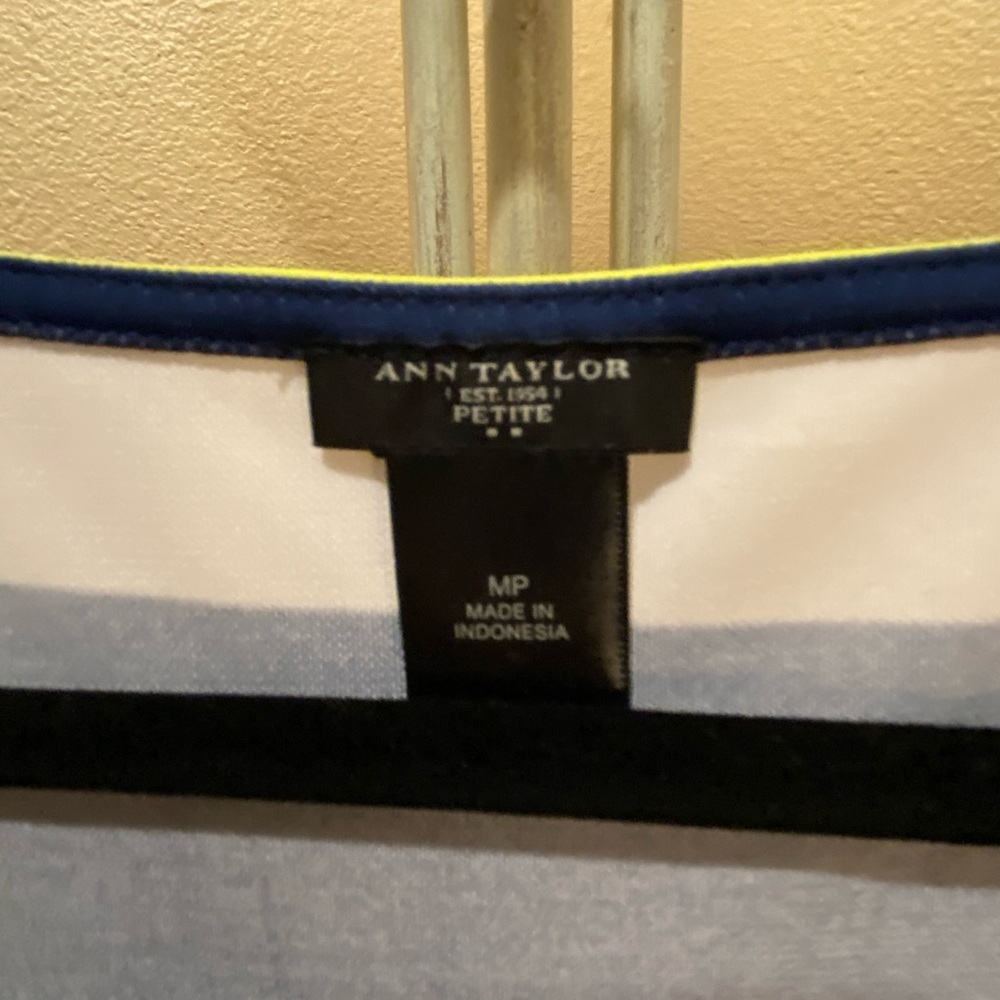 ANN TAYLOR
EST. 1954
PETITE
MP
MADE IN
INDONESIA